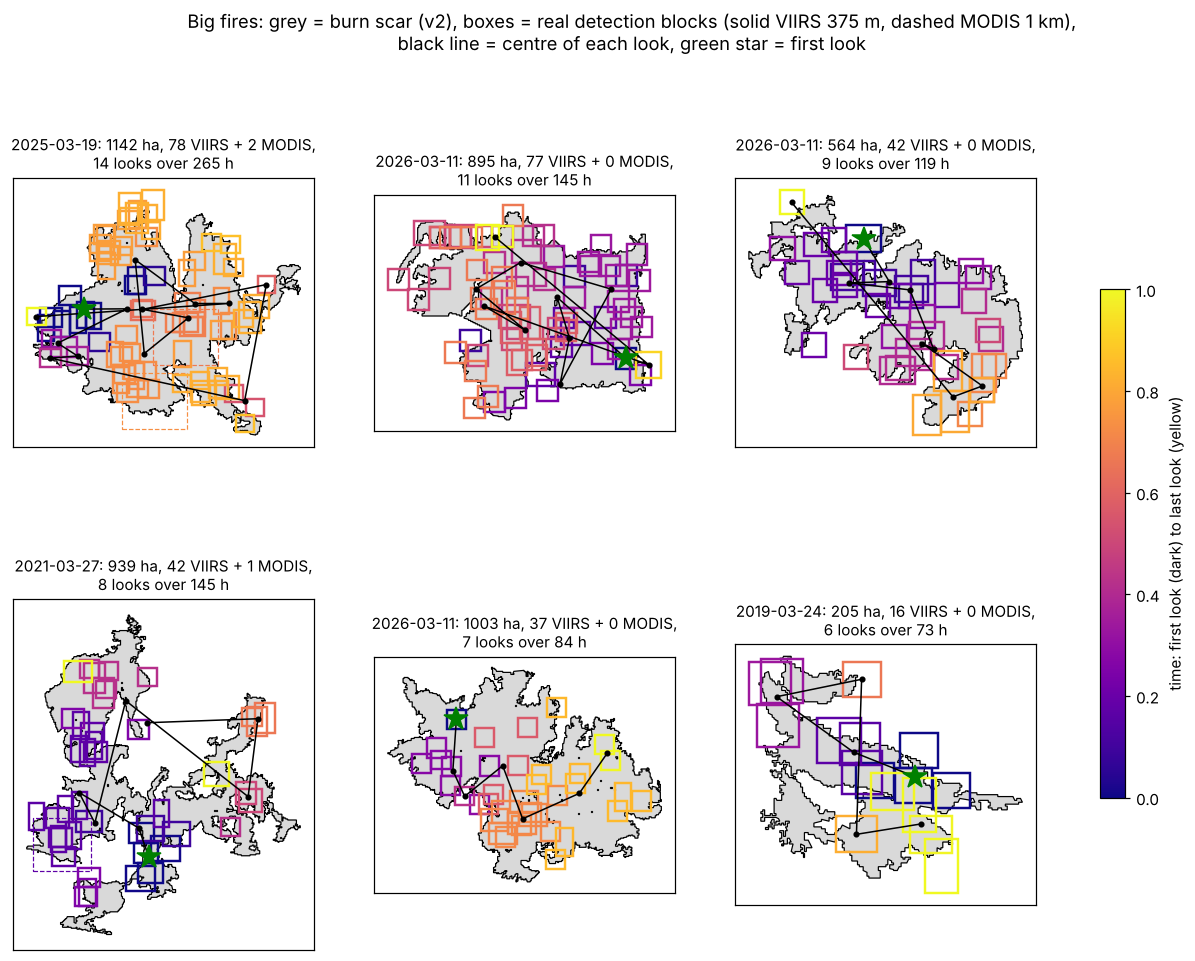 Big fires: grey = burn scar (v2), boxes = real detection blocks (solid VIIRS 375 m, dashed MODIS 1 km),
black line = centre of each look, green star = first look
2025-03-19: 1142 ha, 78 VIIRS + 2 MODIS,
14 looks over 265 h
2026-03-11: 895 ha, 77 VIIRS + 0 MODIS,
11 looks over 145 h
2026-03-11: 564 ha, 42 VIIRS + 0 MODIS,
9 looks over 119 h
2021-03-27: 939 ha, 42 VIIRS + 1 MODIS,
8 looks over 145 h
2026-03-11: 1003 ha, 37 VIIRS + 0 MODIS,
7 looks over 84 h
2019-03-24: 205 ha, 16 VIIRS + 0 MODIS,
6 looks over 73 h
1.0
0.8
0.6
0.4
0.2
0.0
time: first look (dark) to last look (yellow)